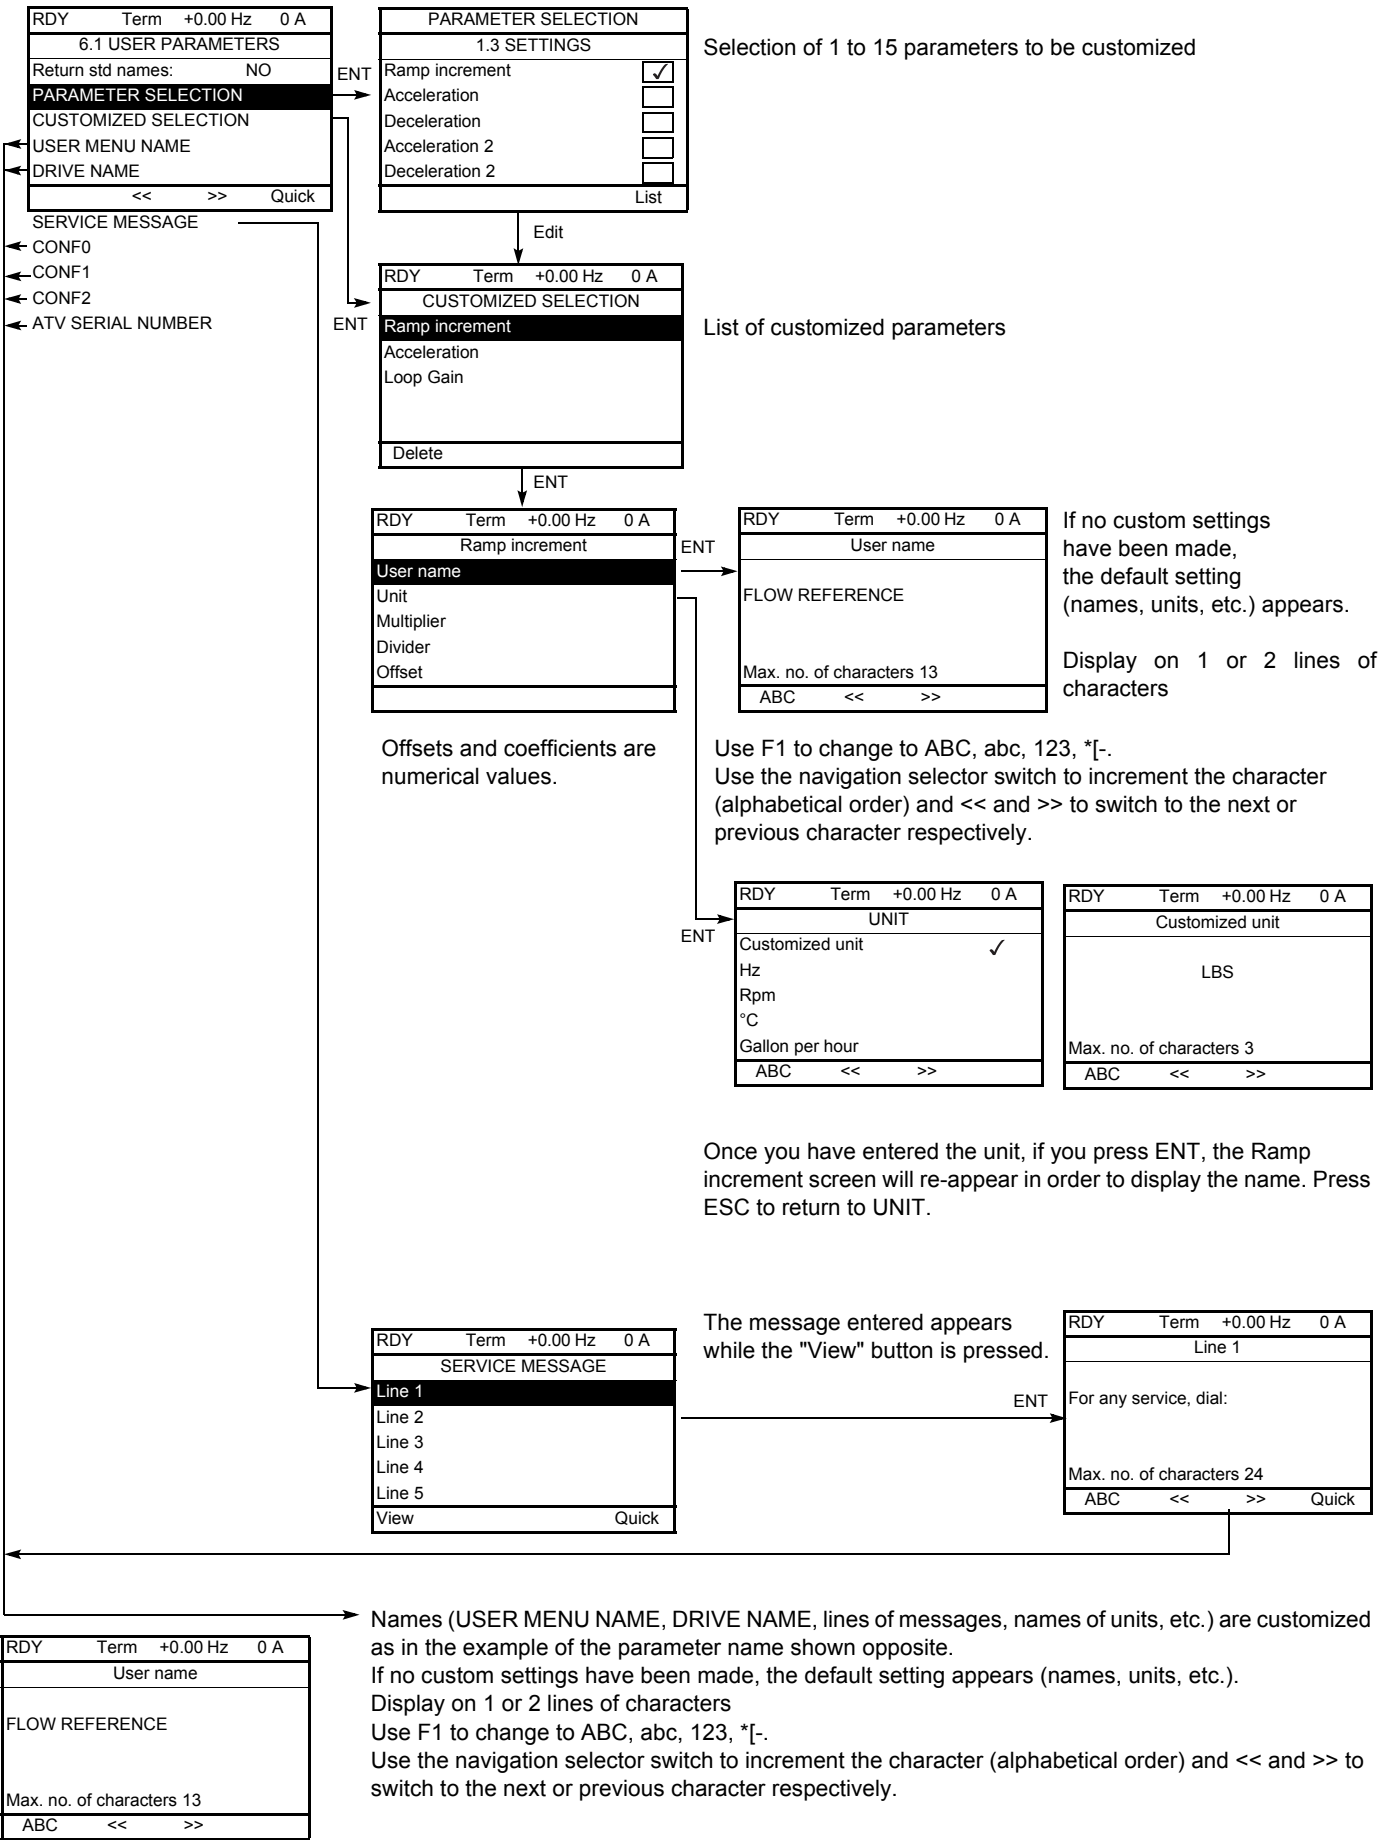 RDY Term +0.00 Hz 0 A
6.1 USER PARAMETERS
Return std names: NO
PARAMETER SELECTION
CUSTOMIZED SELECTION
USER MENU NAME
DRIVE NAME
<< >> Quick
SERVICE MESSAGE
CONF0
CONF1
CONF2
ATV SERIAL NUMBER
ENT
PARAMETER SELECTION
1.3 SETTINGS
Ramp increment ✓
Acceleration
Deceleration
Acceleration 2
Deceleration 2
List
Selection of 1 to 15 parameters to be customized
Edit
ENT
RDY Term +0.00 Hz 0 A
CUSTOMIZED SELECTION
Ramp increment
Acceleration
Loop Gain
Delete
List of customized parameters
ENT
RDY Term +0.00 Hz 0 A
Ramp increment
User name
Unit
Multiplier
Divider
Offset
ENT
RDY Term +0.00 Hz 0 A
User name
FLOW REFERENCE
Max. no. of characters 13
ABC << >>
If no custom settings
have been made,
the default setting
(names, units, etc.) appears.
Display on 1 or 2 lines of
characters
Offsets and coefficients are
numerical values.
Use F1 to change to ABC, abc, 123, *[-.
Use the navigation selector switch to increment the character
(alphabetical order) and << and >> to switch to the next or
previous character respectively.
ENT
RDY Term +0.00 Hz 0 A
UNIT
Customized unit ✓
Hz
Rpm
°C
Gallon per hour
ABC << >>
RDY Term +0.00 Hz 0 A
Customized unit
LBS
Max. no. of characters 3
ABC << >>
Once you have entered the unit, if you press ENT, the Ramp
increment screen will re-appear in order to display the name. Press
ESC to return to UNIT.
RDY Term +0.00 Hz 0 A
SERVICE MESSAGE
Line 1
Line 2
Line 3
Line 4
Line 5
View Quick
The message entered appears
while the "View" button is pressed.
ENT
RDY Term +0.00 Hz 0 A
Line 1
For any service, dial:
Max. no. of characters 24
ABC << >> Quick
Names (USER MENU NAME, DRIVE NAME, lines of messages, names of units, etc.) are customized
as in the example of the parameter name shown opposite.
If no custom settings have been made, the default setting appears (names, units, etc.).
Display on 1 or 2 lines of characters
Use F1 to change to ABC, abc, 123, *[-.
Use the navigation selector switch to increment the character (alphabetical order) and << and >> to
switch to the next or previous character respectively.
RDY Term +0.00 Hz 0 A
User name
FLOW REFERENCE
Max. no. of characters 13
ABC << >>